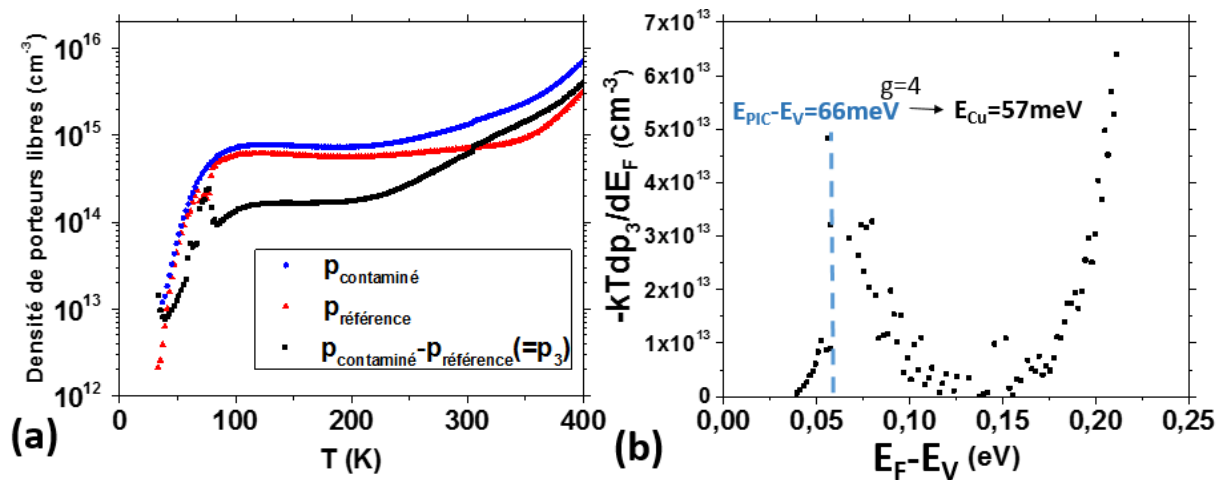 Densité de porteurs libres (cm⁻³)
10¹⁶
10¹⁵
10¹⁴
10¹³
10¹²
p_contaminé
p_référence
p_contaminé-p_référence(=p₃)
0 100 200 300 400
T (K)
(a)
-kTdp₃/dE_F (cm⁻³)
7x10¹³
6x10¹³
5x10¹³
4x10¹³
3x10¹³
2x10¹³
1x10¹³
0
g=4
E_PIC-E_V=66meV E_Cu=57meV
0,00 0,05 0,10 0,15 0,20 0,25
E_F-E_V (eV)
(b)